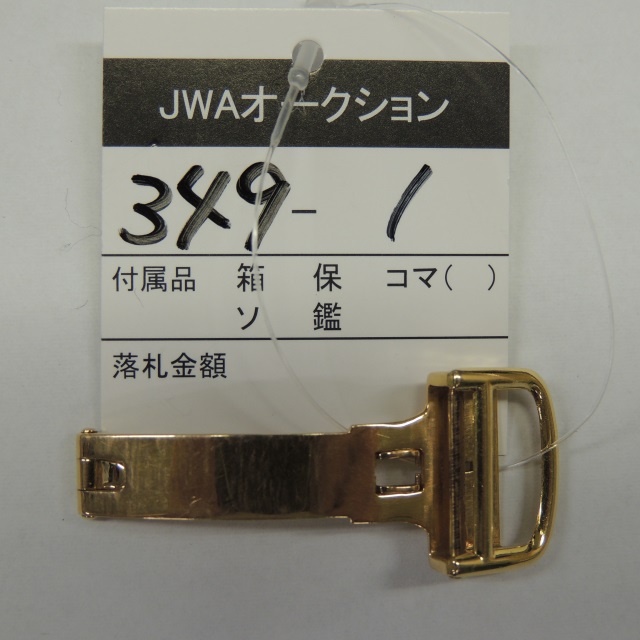 JWAオークション
349-1
付属品 箱 保 コマ( )
ソ 鑑
落札金額